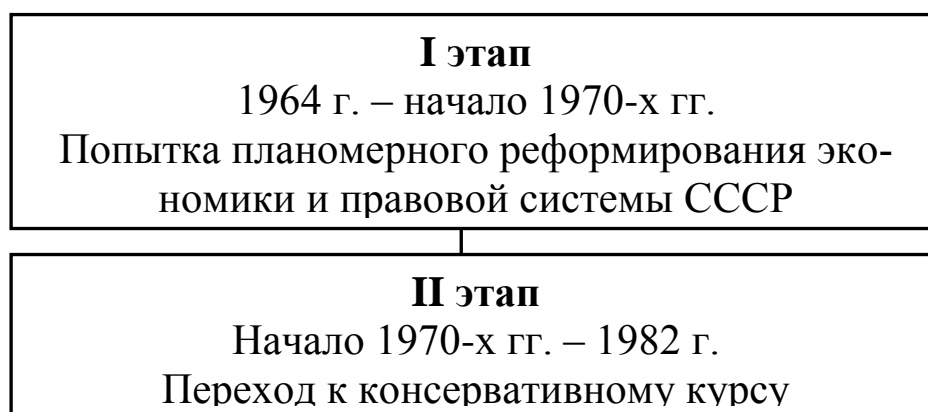 I этап
1964 г. – начало 1970-х гг.
Попытка планомерного реформирования эко-
номики и правовой системы СССР
II этап
Начало 1970-х гг. – 1982 г.
Переход к консервативному курсу